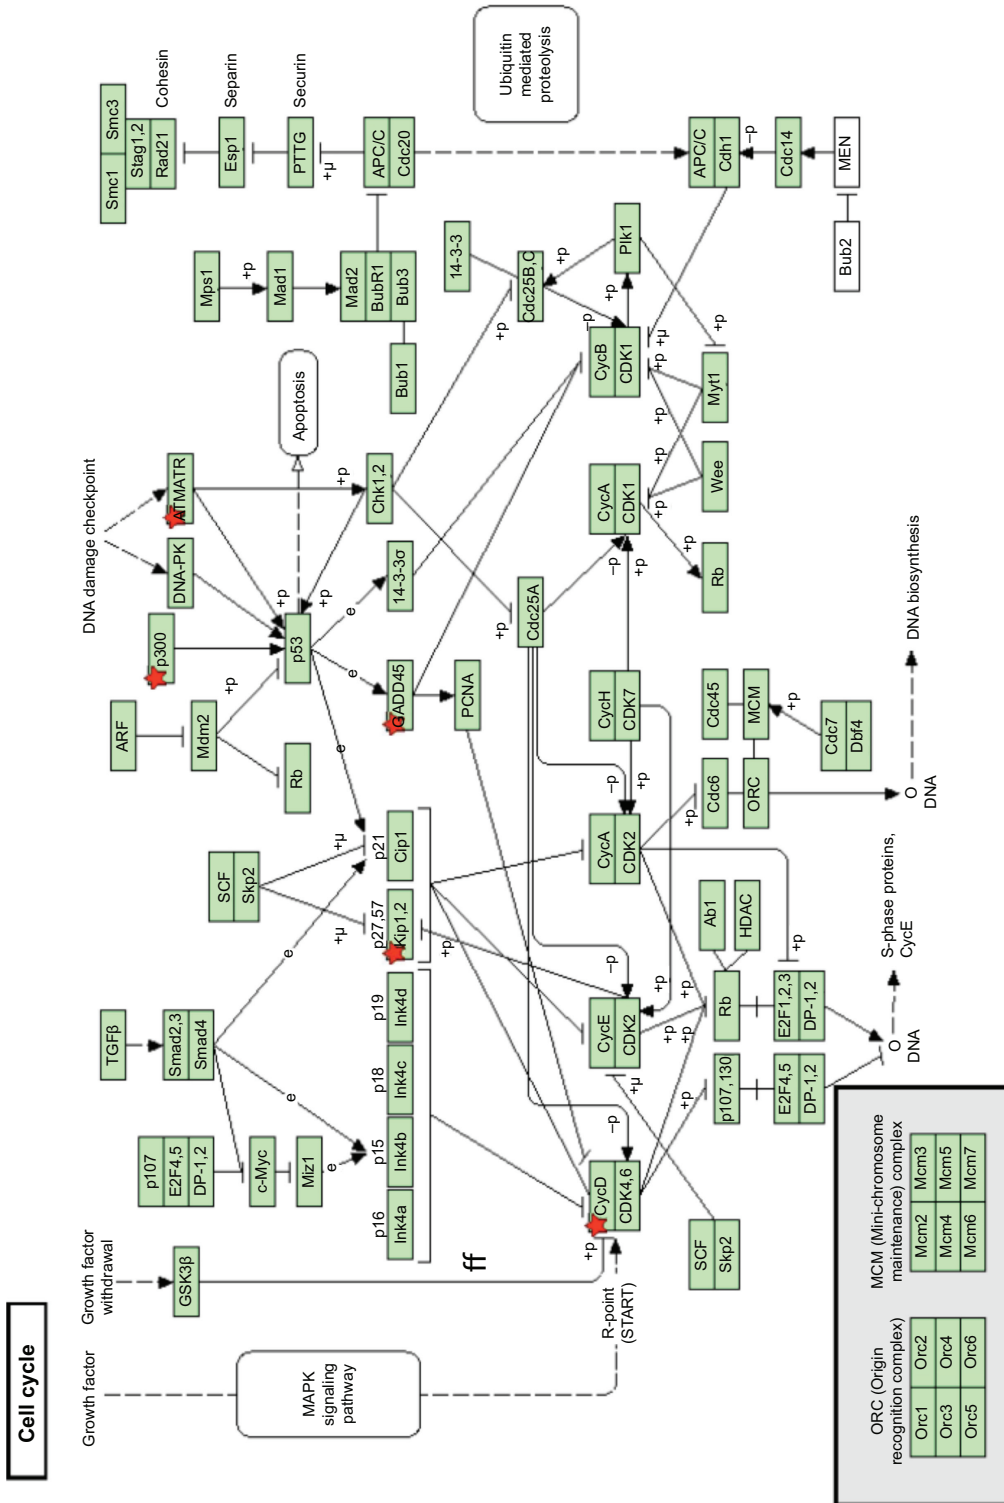 Cell cycle
Growth factor
MAPK
signaling
pathway
Growth factor
withdrawal
GSK3β
R-point
(START)
ff
+p
TGFβ
p107
E2F4,5
DP-1,2
Smad2,3
Smad4
c-Myc
Miz1
e
e
e
p16
Ink4a
p15
Ink4b
p18
Ink4c
p19
Ink4d
SCF
Skp2
+μ
+μ
p27,57
Kip1,2
p21
Cip1
+p
ARF
Mdm2
Rb
+p
p300
DNA damage checkpoint
DNA-PK
ATMATR
p53
+p
+p
+p
e
e
e
Apoptosis
GADD45
14-3-3σ
PCNA
Chk1,2
+p
+p
Mps1
+p
Mad1
Mad2
BubR1
Bub3
Bub1
Smc1
Smc3
Stag1,2
Rad21
Cohesin
Esp1
Separin
PTTG
Securin
+μ
APC/C
Cdc20
Ubiquitin
mediated
proteolysis
14-3-3
Cdc25B,C
Cdc25A
CycD
CDK4,6
–p
CycE
CDK2
–p
+μ
CycA
CDK2
–p
+p
CycH
CDK7
CycA
CDK1
–p
+p
CycB
CDK1
–p
+p
+p
Plk1
+p
+p
+μ
+p
+p
+p
+p
+p
Wee
Myt1
Rb
APC/C
Cdh1
–p
Cdc14
MEN
Bub2
SCF
Skp2
+p
+p
+p
+p
+p
p107,130
E2F4,5
DP-1,2
Rb
Ab1
HDAC
E2F1,2,3
DP-1,2
+p
O
DNA
S-phase proteins,
CycE
+p
Cdc6
ORC
Cdc45
MCM
+p
Cdc7
Dbf4
O
DNA
DNA biosynthesis
ORC (Origin
recognition complex)
Orc1
Orc2
Orc3
Orc4
Orc5
Orc6
MCM (Mini-chromosome
maintenance) complex
Mcm2
Mcm3
Mcm4
Mcm5
Mcm6
Mcm7